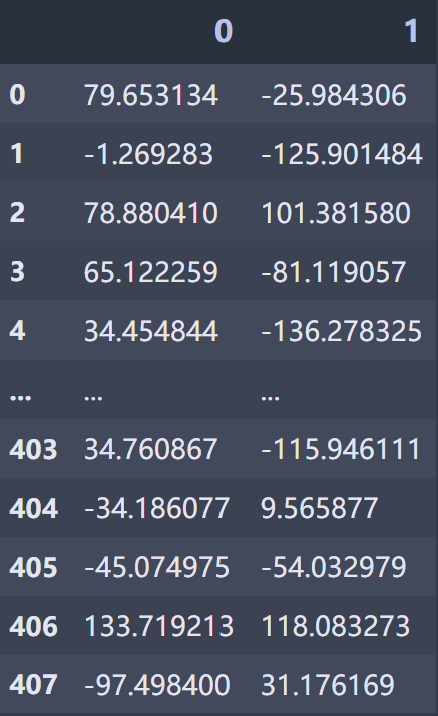 0 1
0 79.653134 -25.984306
1 -1.269283 -125.901484
2 78.880410 101.381580
3 65.122259 -81.119057
4 34.454844 -136.278325
... ... ...
403 34.760867 -115.946111
404 -34.186077 9.565877
405 -45.074975 -54.032979
406 133.719213 118.083273
407 -97.498400 31.176169